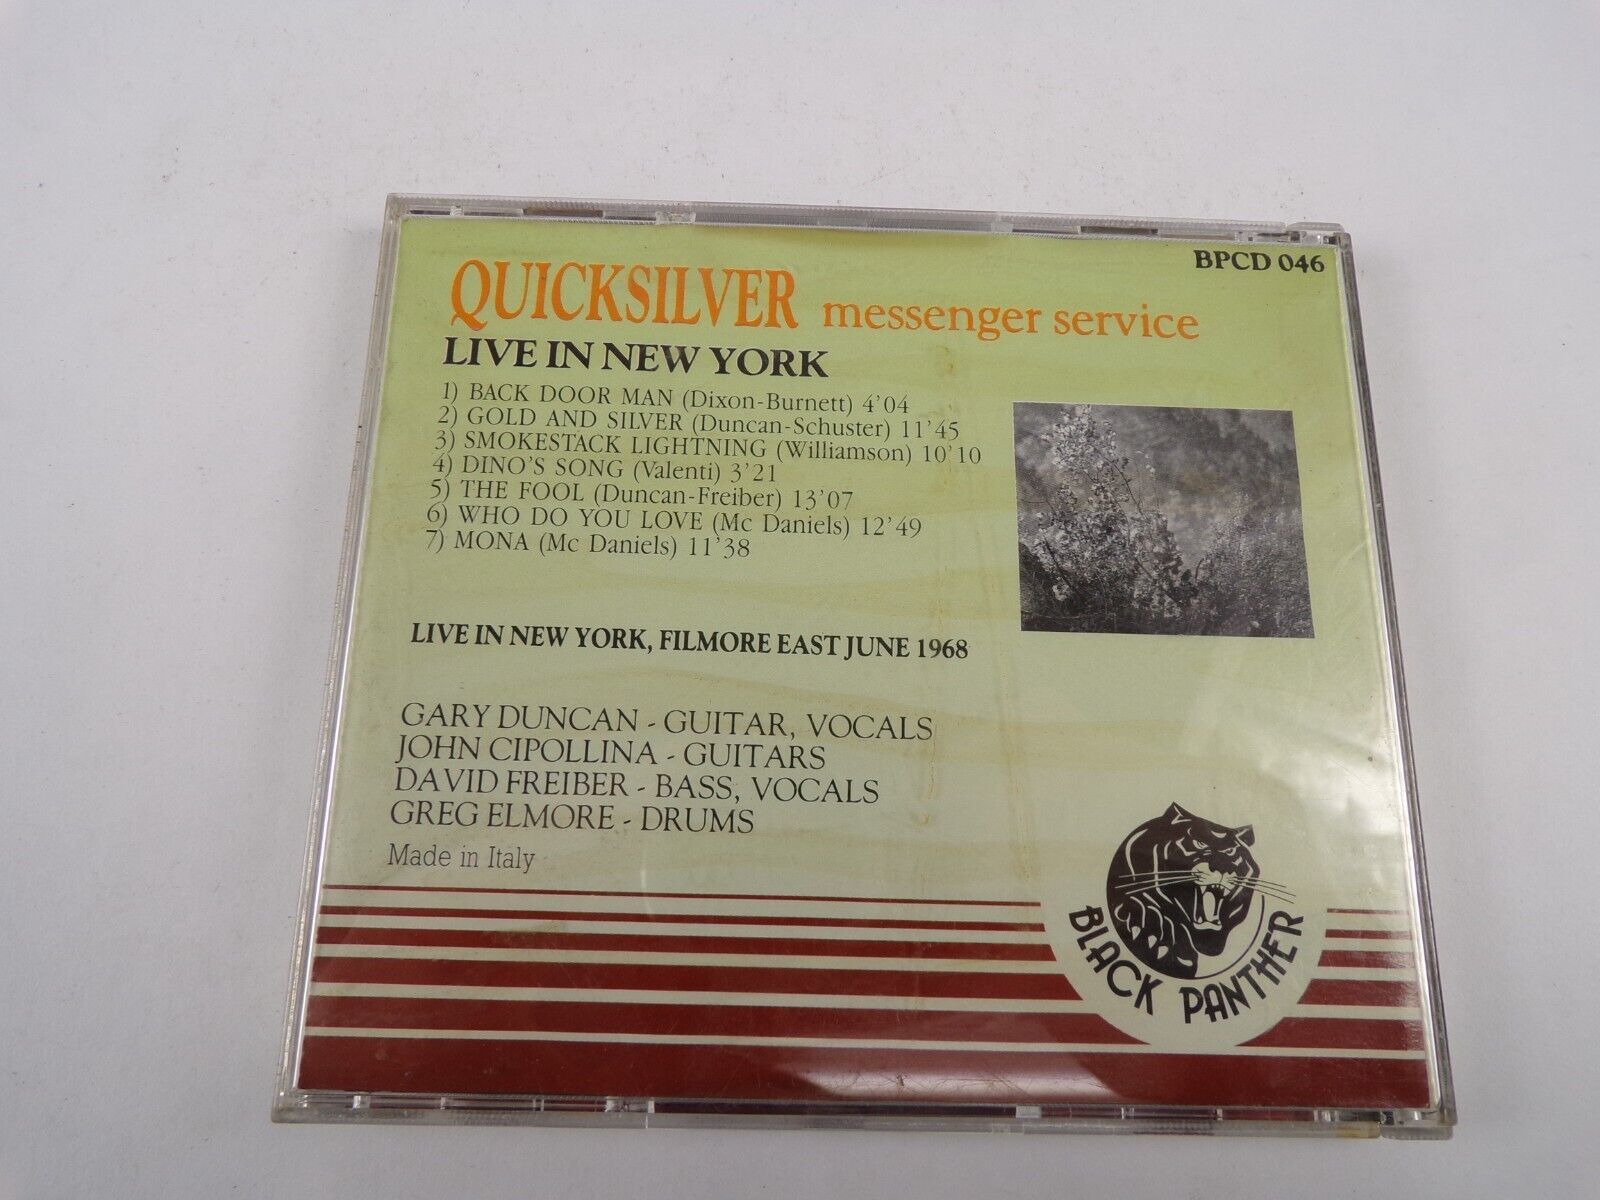 BPCD 046
QUICKSILVER messenger service
LIVE IN NEW YORK
1) BACK DOOR MAN (Dixon-Burnett) 4'04
2) GOLD AND SILVER (Duncan-Schuster) 11'45
3) SMOKESTACK LIGHTNING (Williamson) 10'10
4) DINO'S SONG (Valenti) 3'21
5) THE FOOL (Duncan-Freiber) 13'07
6) WHO DO YOU LOVE (Mc Daniels) 12'49
7) MONA (Mc Daniels) 11'38
LIVE IN NEW YORK, FILMORE EAST JUNE 1968
GARY DUNCAN - GUITAR, VOCALS
JOHN CIPOLLINA - GUITARS
DAVID FREIBER - BASS, VOCALS
GREG ELMORE - DRUMS
Made in Italy
BLACK PANTHER